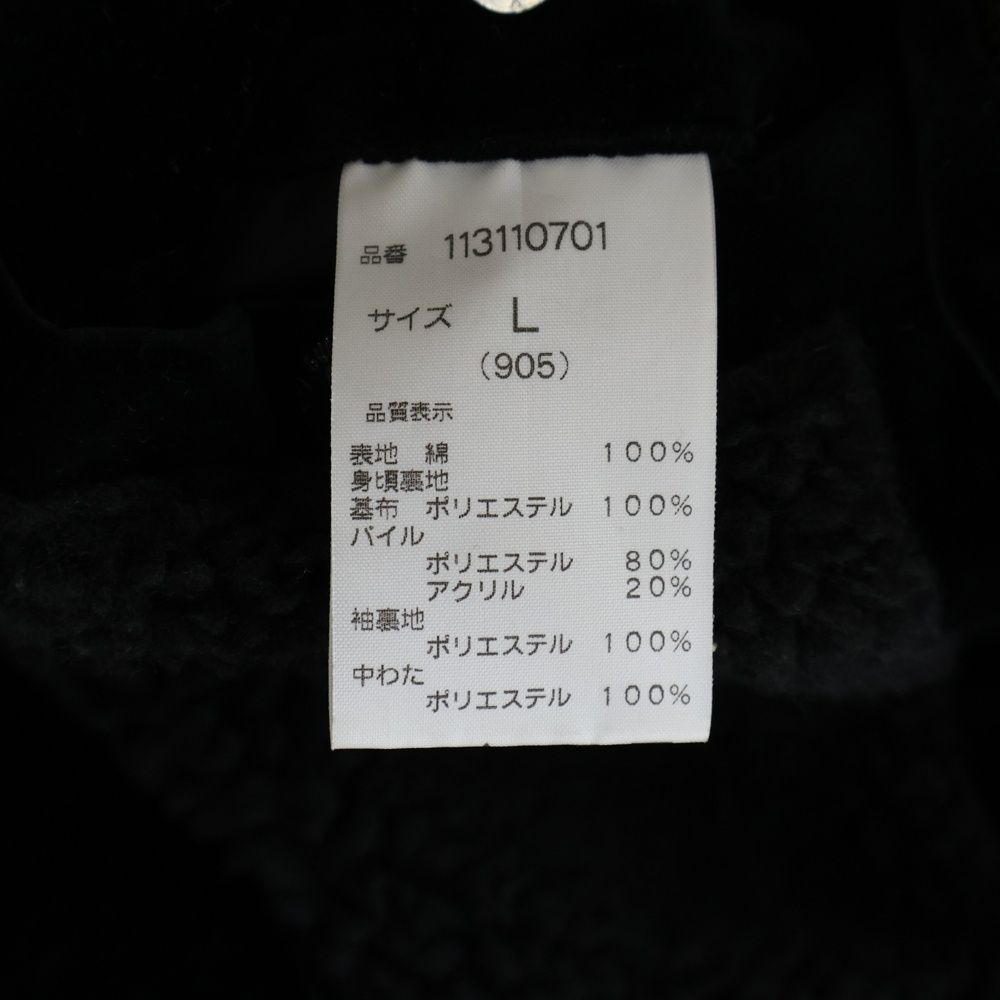 品番 113110701
サイズ L
（905）
品質表示
表地 綿 100%
身頃裏地
基布 ポリエステル 100%
パイル
ポリエステル 80%
アクリル 20%
袖裏地
ポリエステル 100%
中わた
ポリエステル 100%